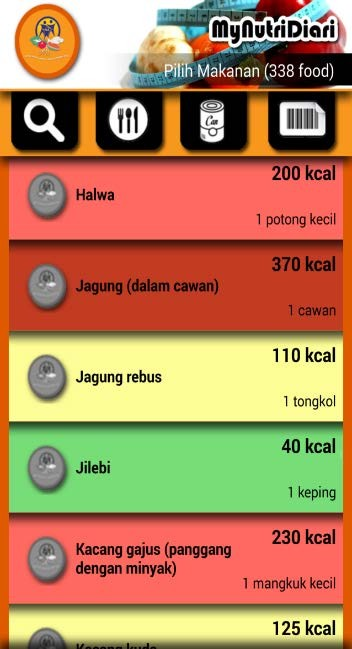 MyNutriDiari
Pilih Makanan (338 food)
Can
200 kcal
Halwa
1 potong kecil
370 kcal
Jagung (dalam cawan)
1 cawan
110 kcal
Jagung rebus
1 tongkol
40 kcal
Jilebi
1 keping
230 kcal
Kacang gajus (panggang
dengan minyak)
1 mangkuk kecil
125 kcal
Kacang kuda